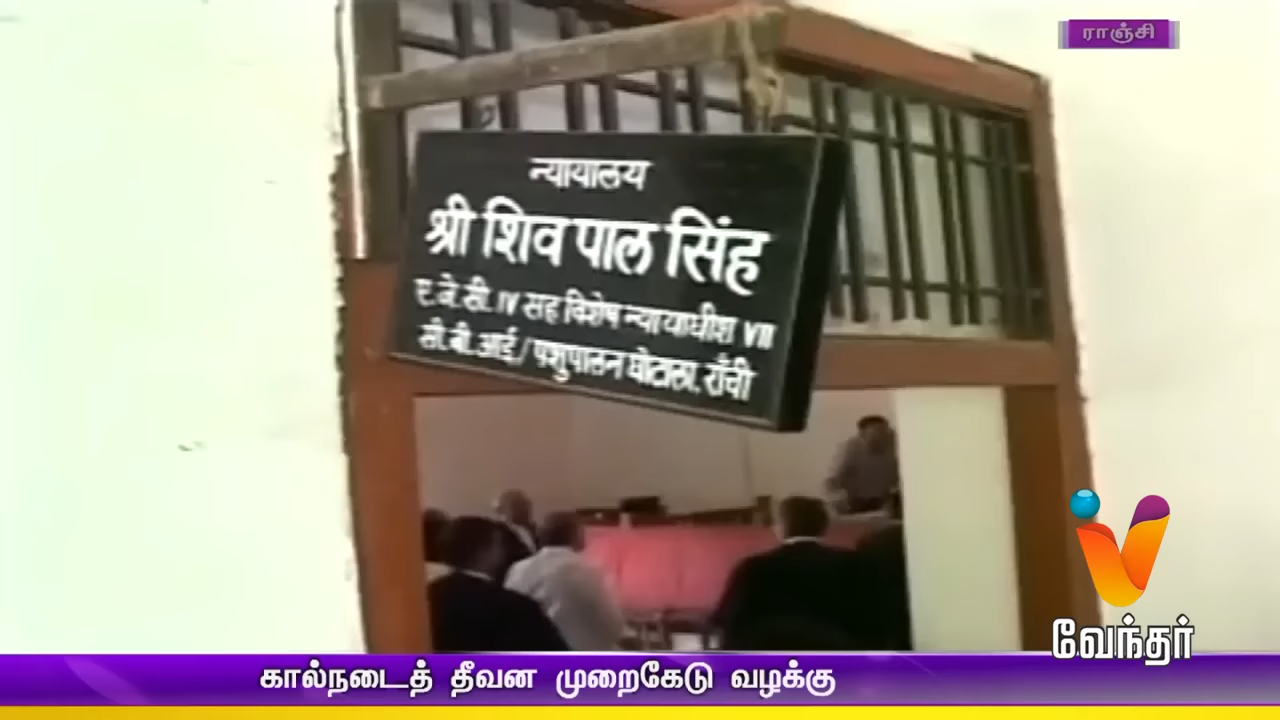 ராஞ்சி
न्यायालय
श्री शिव पाल सिंह
ए.जे.सी. IV सह विशेष न्यायाधीश VII
सी.बी.आई./पशुपालन घोटाला, राँची
வேந்தர்
கால்நடைத் தீவன முறைகேடு வழக்கு